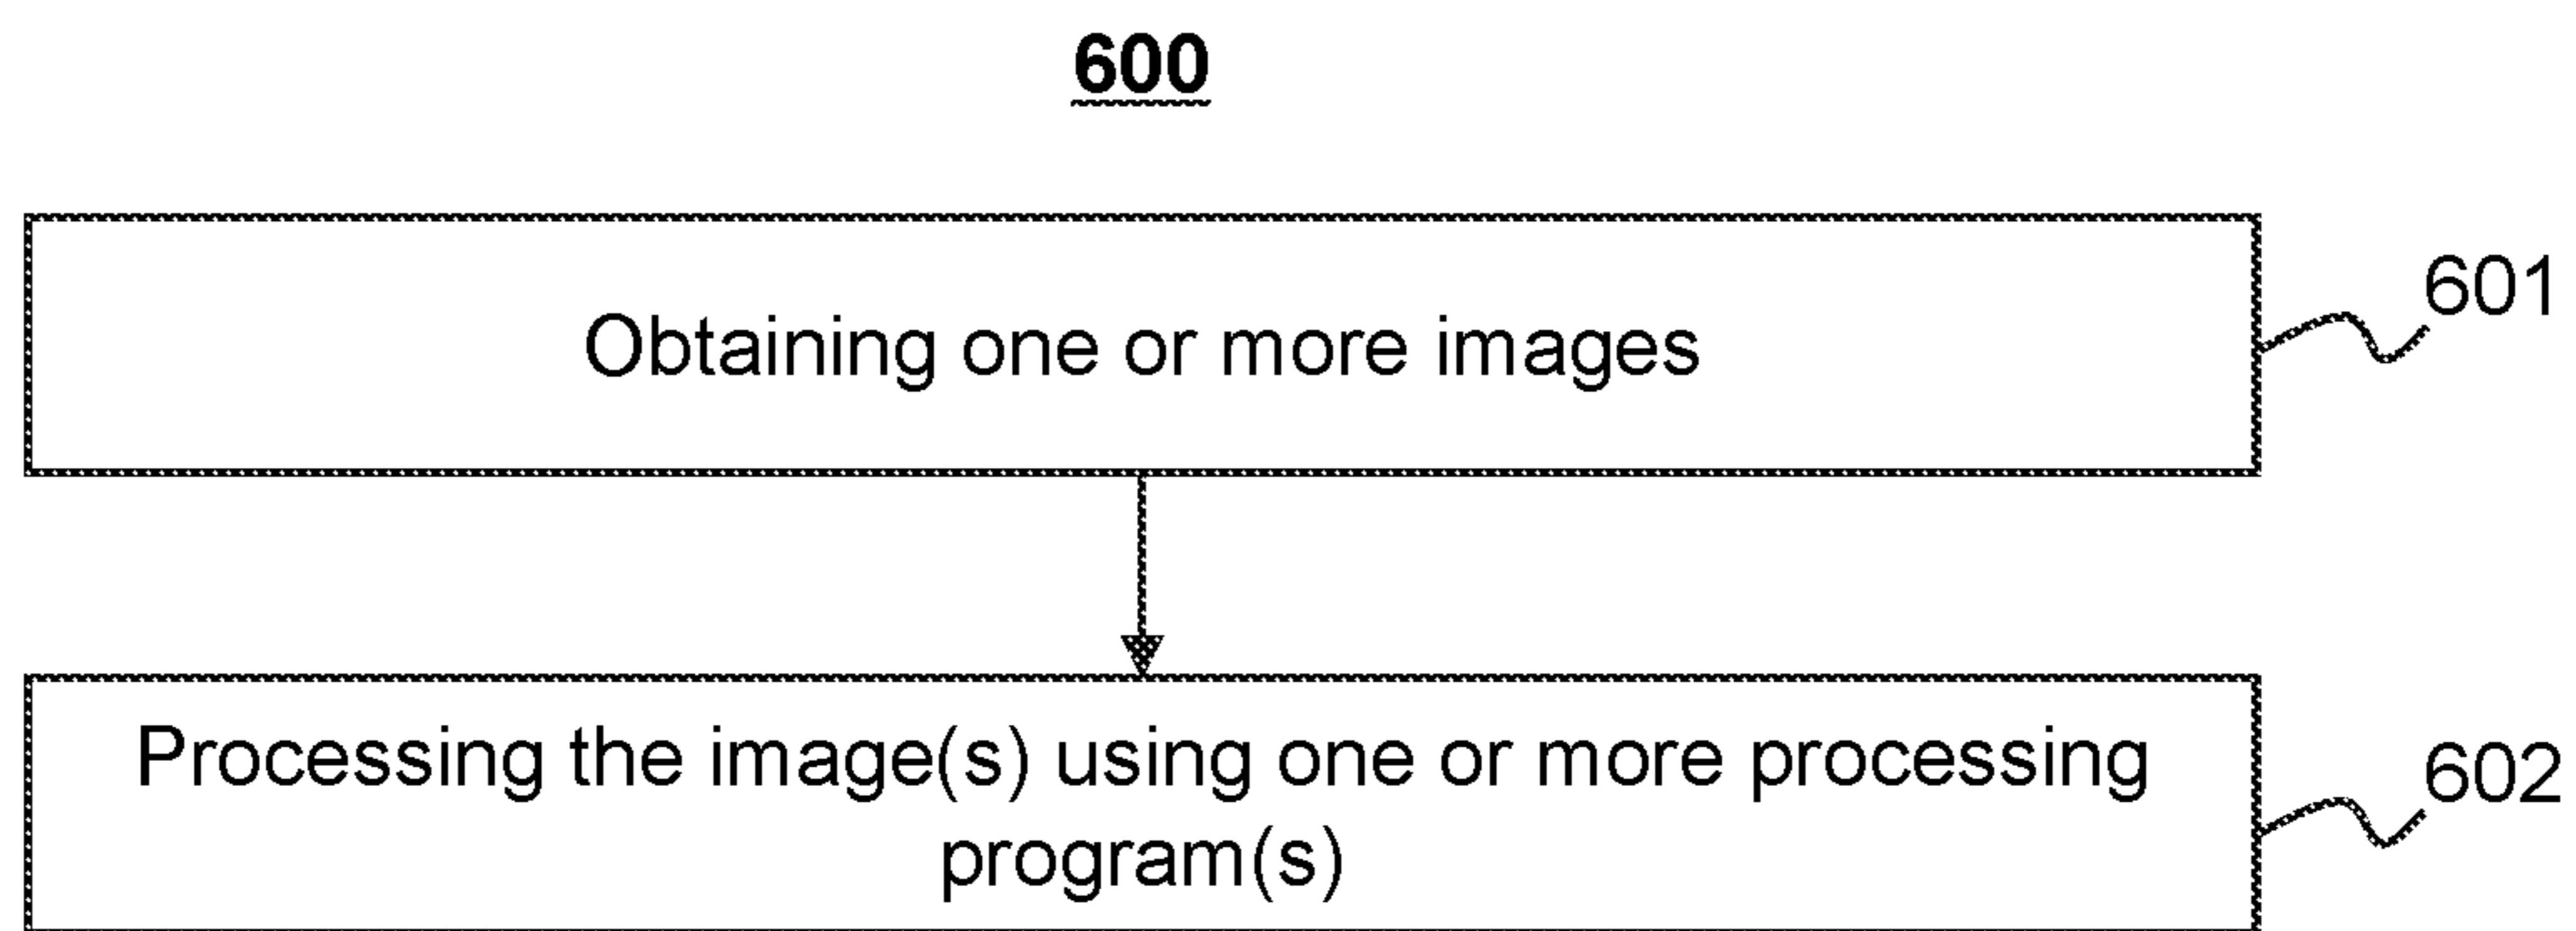 600
Obtaining one or more images
601
Processing the image(s) using one or more processing
program(s)
602